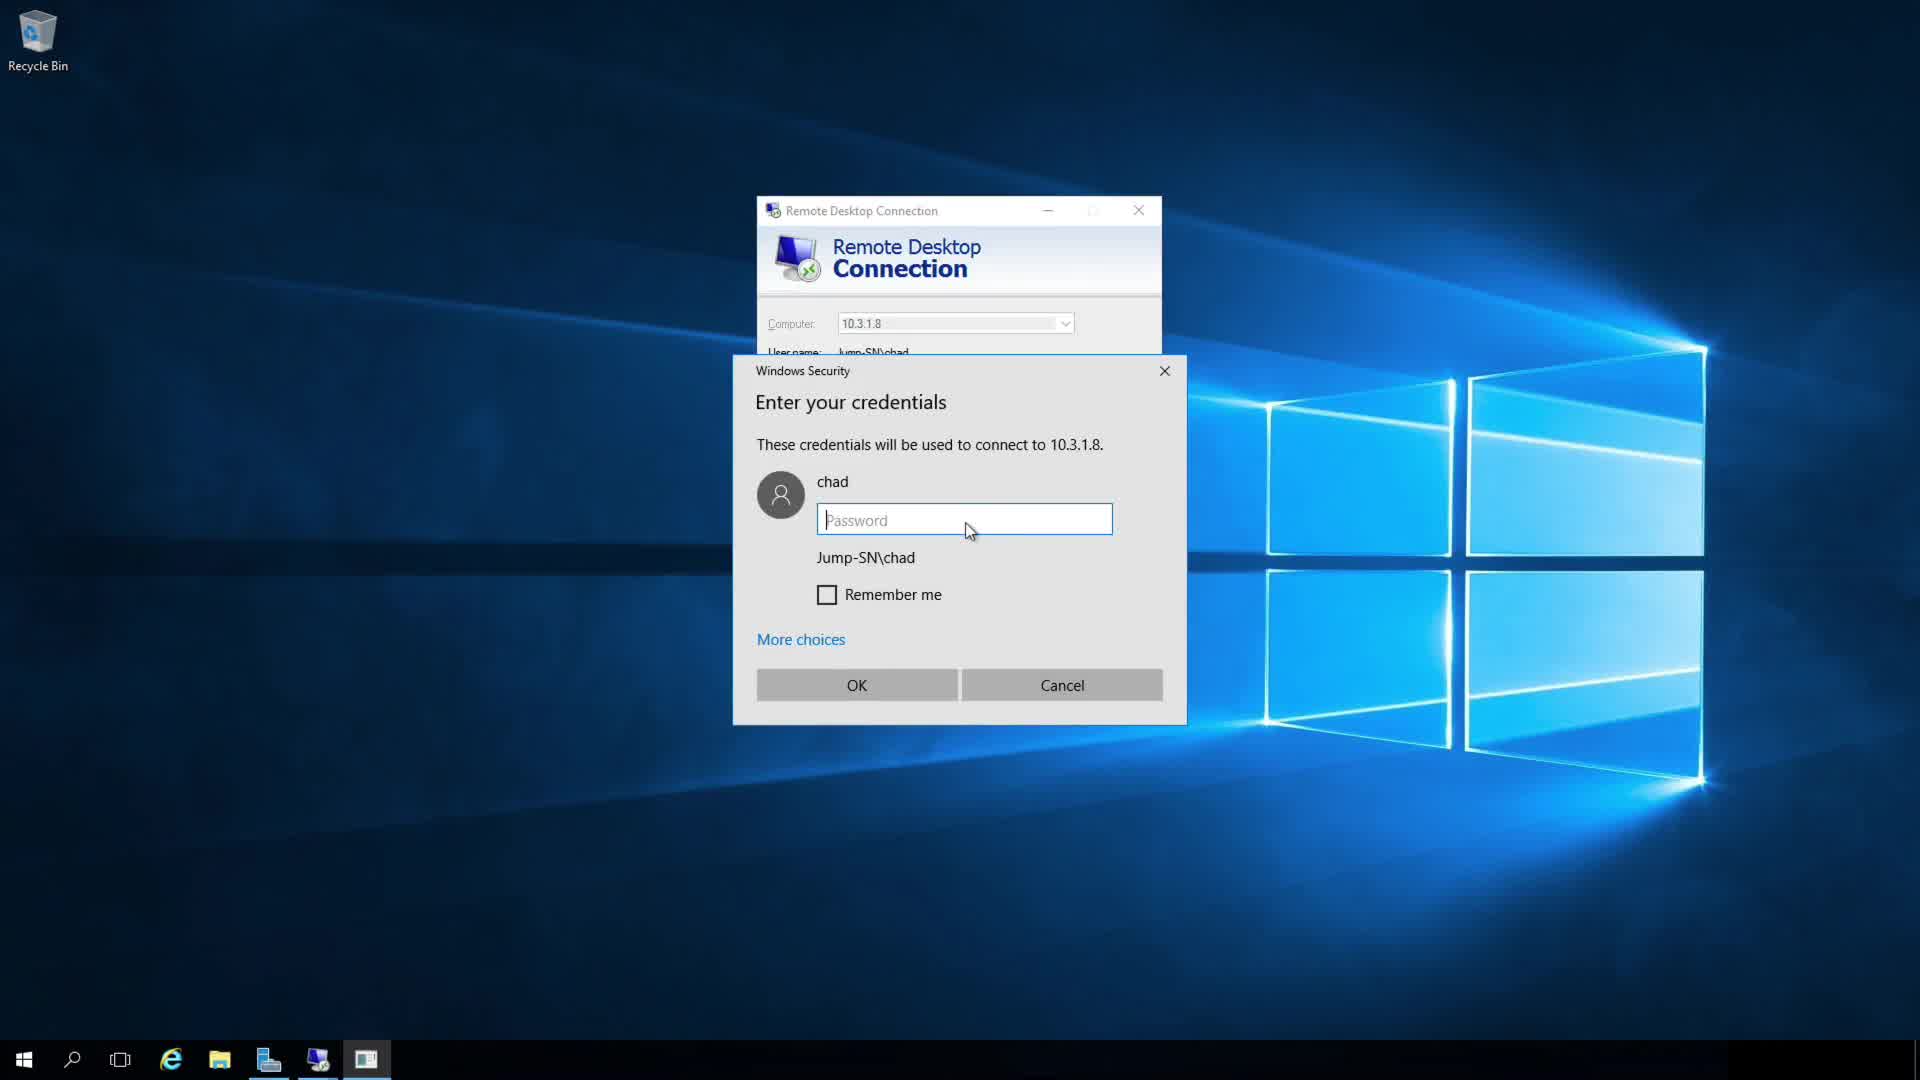 Recycle Bin
Remote Desktop Connection
Remote Desktop
Connection
Computer:
10.3.1.8
User name:
Jump-SN\chad
Windows Security
Enter your credentials
These credentials will be used to connect to 10.3.1.8.
chad
Password
Jump-SN\chad
Remember me
More choices
OK
Cancel